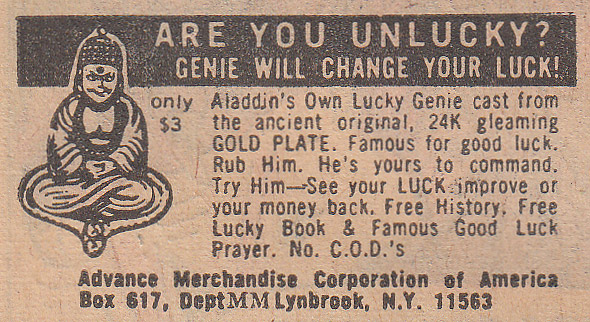 ARE YOU UNLUCKY?
GENIE WILL CHANGE YOUR LUCK!
only
$3
Aladdin's Own Lucky Genie cast from
the ancient original, 24K gleaming
GOLD PLATE. Famous for good luck.
Rub Him. He's yours to command.
Try Him—See your LUCK improve or
your money back. Free History. Free
Lucky Book & Famous Good Luck
Prayer. No. C.O.D.'s
Advance Merchandise Corporation of America
Box 617, Dept MM Lynbrook, N.Y. 11563